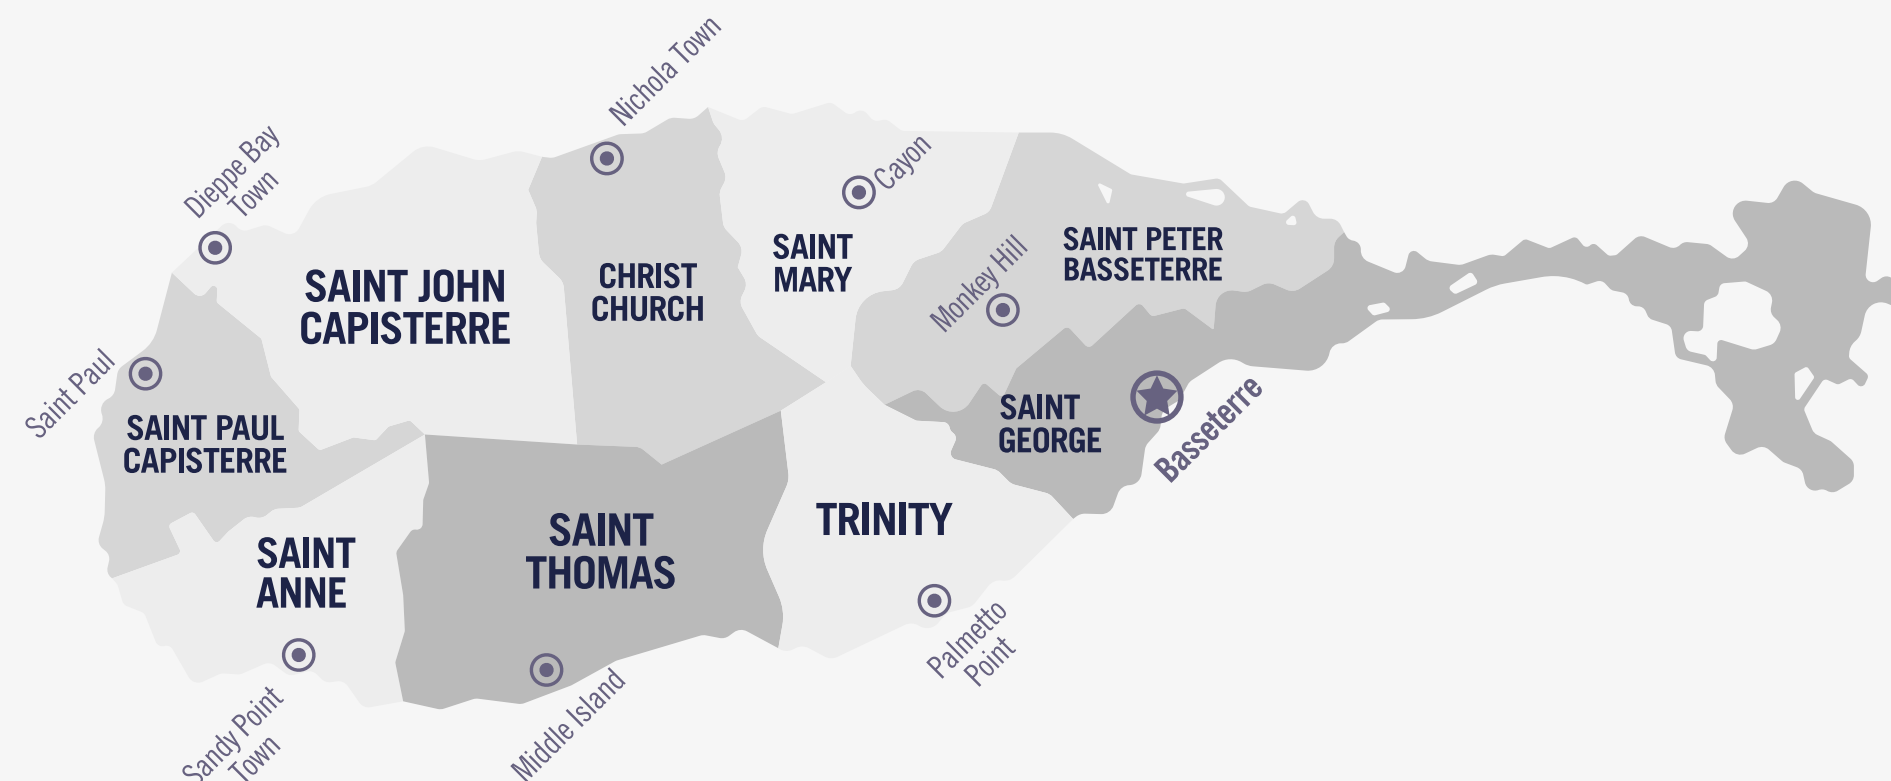 Nichola Town
Dieppe Bay
Town
Cayon
SAINT PETER
BASSETERRE
SAINT
MARY
Monkey Hill
CHRIST
CHURCH
SAINT JOHN
CAPISTERRE
Saint Paul
SAINT PAUL
CAPISTERRE
SAINT
GEORGE
Basseterre
TRINITY
SAINT
THOMAS
SAINT
ANNE
Palmetto
Point
Middle Island
Sandy Point
Town